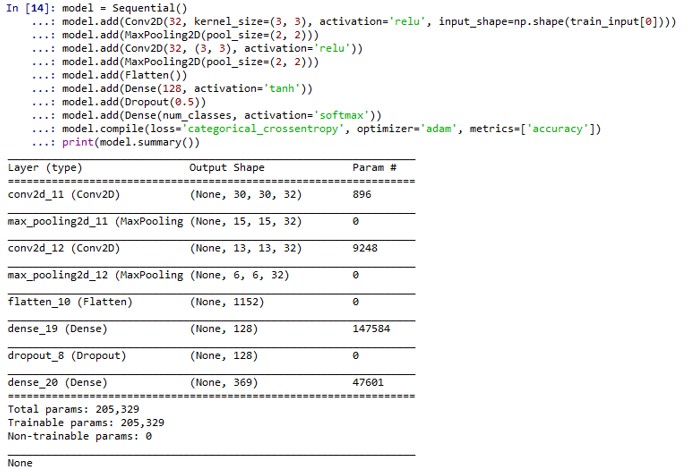 In [14]: model = Sequential()
...: model.add(Conv2D(32, kernel_size=(3, 3), activation='relu', input_shape=np.shape(train_input[0])))
...: model.add(MaxPooling2D(pool_size=(2, 2)))
...: model.add(Conv2D(32, (3, 3), activation='relu'))
...: model.add(MaxPooling2D(pool_size=(2, 2)))
...: model.add(Flatten())
...: model.add(Dense(128, activation='tanh'))
...: model.add(Dropout(0.5))
...: model.add(Dense(num_classes, activation='softmax'))
...: model.compile(loss='categorical_crossentropy', optimizer='adam', metrics=['accuracy'])
...: print(model.summary())
Layer (type) Output Shape Param #
conv2d_11 (Conv2D) (None, 30, 30, 32) 896
max_pooling2d_11 (MaxPooling (None, 15, 15, 32) 0
conv2d_12 (Conv2D) (None, 13, 13, 32) 9248
max_pooling2d_12 (MaxPooling (None, 6, 6, 32) 0
flatten_10 (Flatten) (None, 1152) 0
dense_19 (Dense) (None, 128) 147584
dropout_8 (Dropout) (None, 128) 0
dense_20 (Dense) (None, 369) 47601
Total params: 205,329
Trainable params: 205,329
Non-trainable params: 0
None